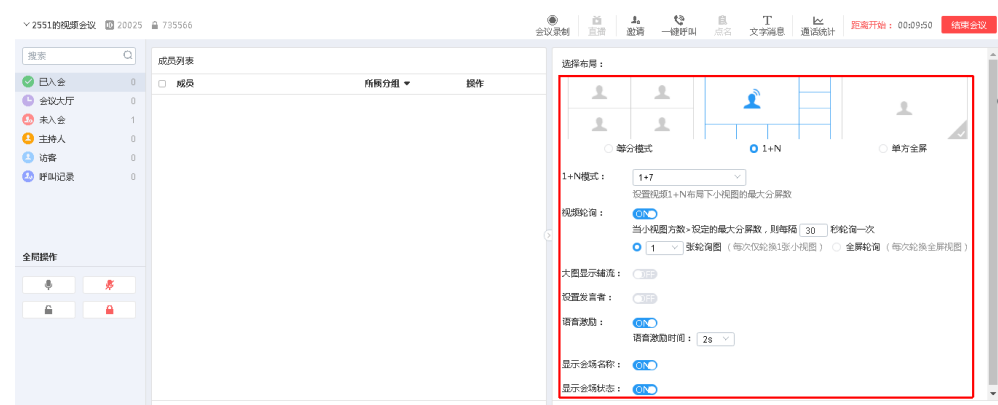 2551的视频会议 20025 735566
会议录制 直播 邀请 一键呼叫 点名 文字消息 通话统计 距离开始：00:09:50 结束会议
搜索
已入会 0
会议大厅 0
未入会 1
主持人 0
访客 0
呼叫记录 0
全局操作
成员列表
成员 所属分组 操作
选择布局：
等分模式 1+N 单方全屏
1+N模式： 1+7
设置视频1+N布局下小视图的最大分屏数
视频轮询： ON
当小视图方数>设定的最大分屏数，则每隔 30 秒轮询一次
1 张轮询图（每次仅轮换1张小视图） 全屏轮询（每次轮换全屏视图）
大图显示辅流： OFF
设置发言者： OFF
语音激励： ON
语音激励时间： 2s
显示会场名称： ON
显示会场状态： ON